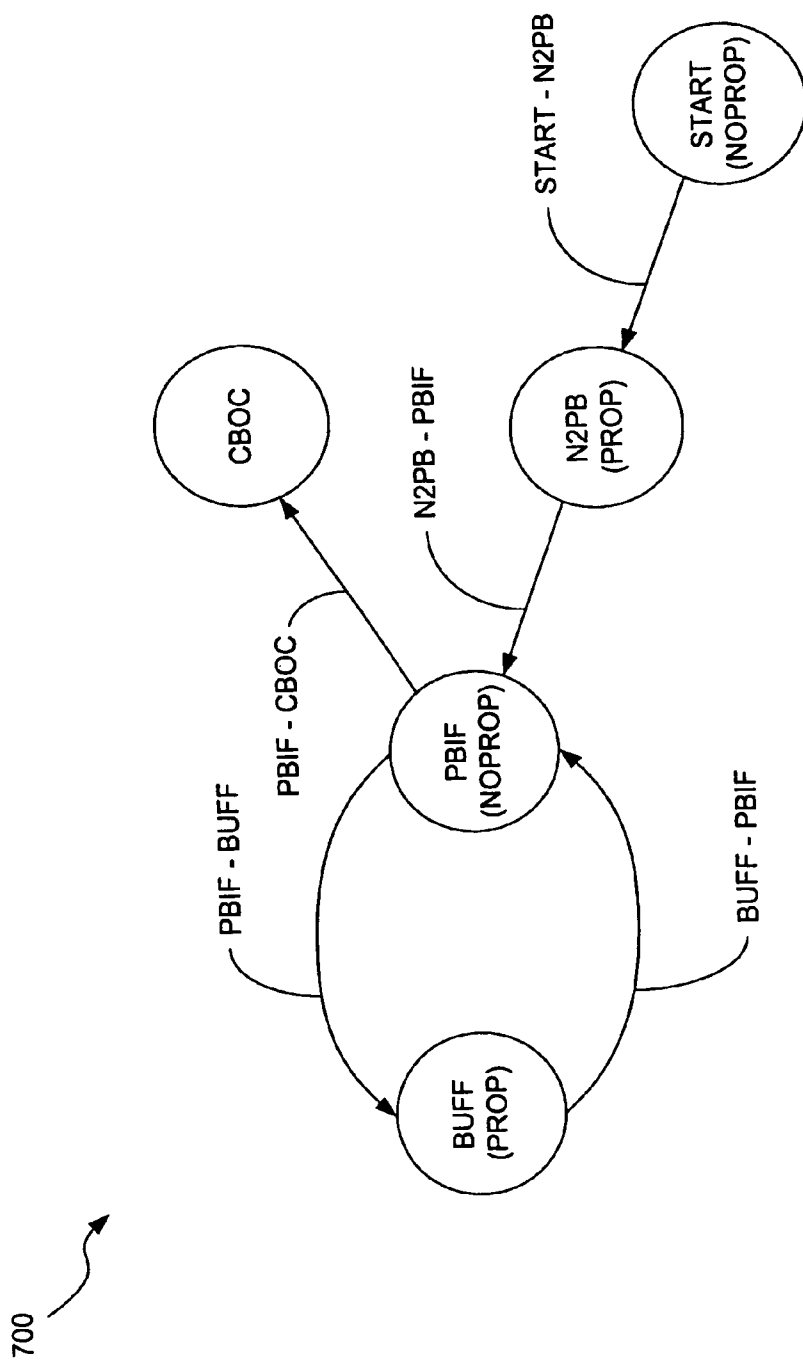 700
PBIF - BUFF
PBIF - CBOC
CBOC
N2PB - PBIF
START - N2PB
BUFF
(PROP)
PBIF
(NOPROP)
N2PB
(PROP)
START
(NOPROP)
BUFF - PBIF